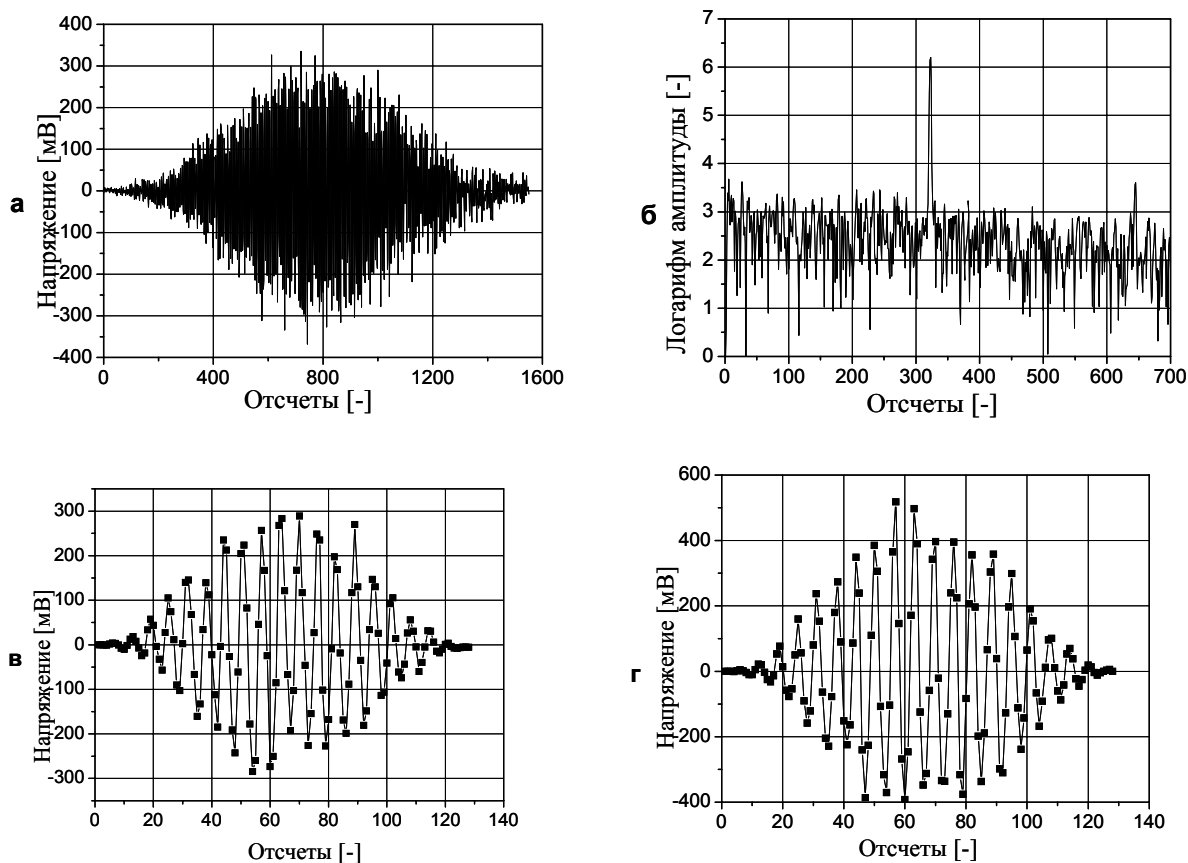 а
Напряжение [мВ]
400
300
200
100
0
-100
-200
-300
-400
0 400 800 1200 1600
Отсчеты [-]
б
Логарифм амплитуды [-]
7
6
5
4
3
2
1
0
0 100 200 300 400 500 600 700
Отсчеты [-]
в
Напряжение [мВ]
300
200
100
0
-100
-200
-300
0 20 40 60 80 100 120 140
Отсчеты [-]
г
Напряжение [мВ]
600
400
200
0
-200
-400
0 20 40 60 80 100 120 140
Отсчеты [-]